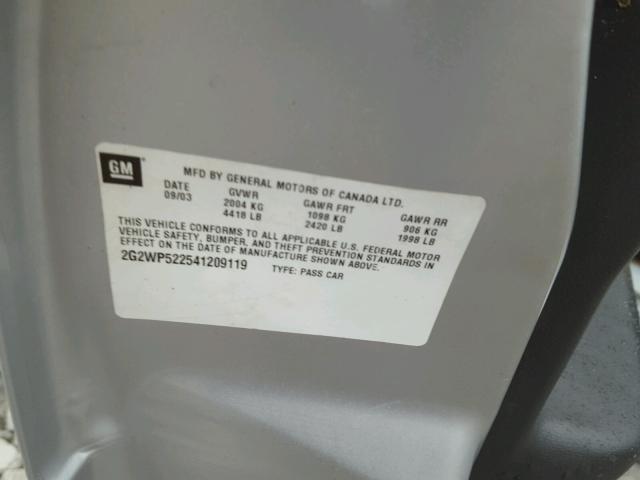 GM
MFD BY GENERAL MOTORS OF CANADA LTD.
DATE GVWR GAWR FRT GAWR RR
09/03 2004 KG 1098 KG 906 KG
4418 LB 2420 LB 1998 LB
THIS VEHICLE CONFORMS TO ALL APPLICABLE U.S. FEDERAL MOTOR
VEHICLE SAFETY, BUMPER, AND THEFT PREVENTION STANDARDS IN
EFFECT ON THE DATE OF MANUFACTURE SHOWN ABOVE.
2G2WP522541209119 TYPE: PASS CAR